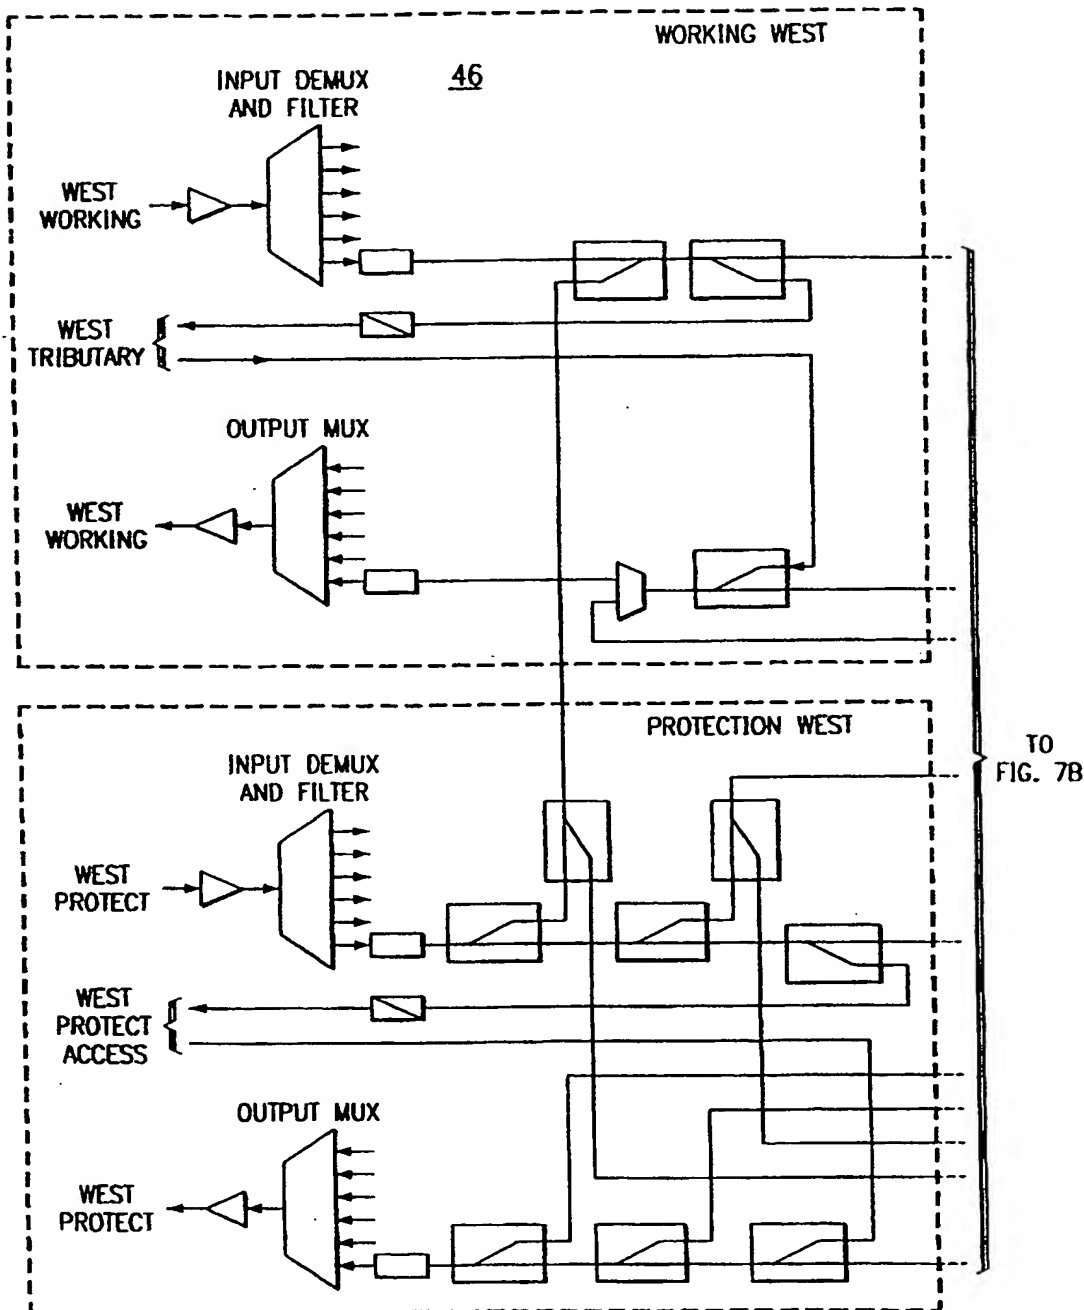 WORKING WEST
46
INPUT DEMUX
AND FILTER
WEST
WORKING
WEST
TRIBUTARY
OUTPUT MUX
WEST
WORKING
PROTECTION WEST
TO
FIG. 7B
INPUT DEMUX
AND FILTER
WEST
PROTECT
WEST
PROTECT
ACCESS
OUTPUT MUX
WEST
PROTECT